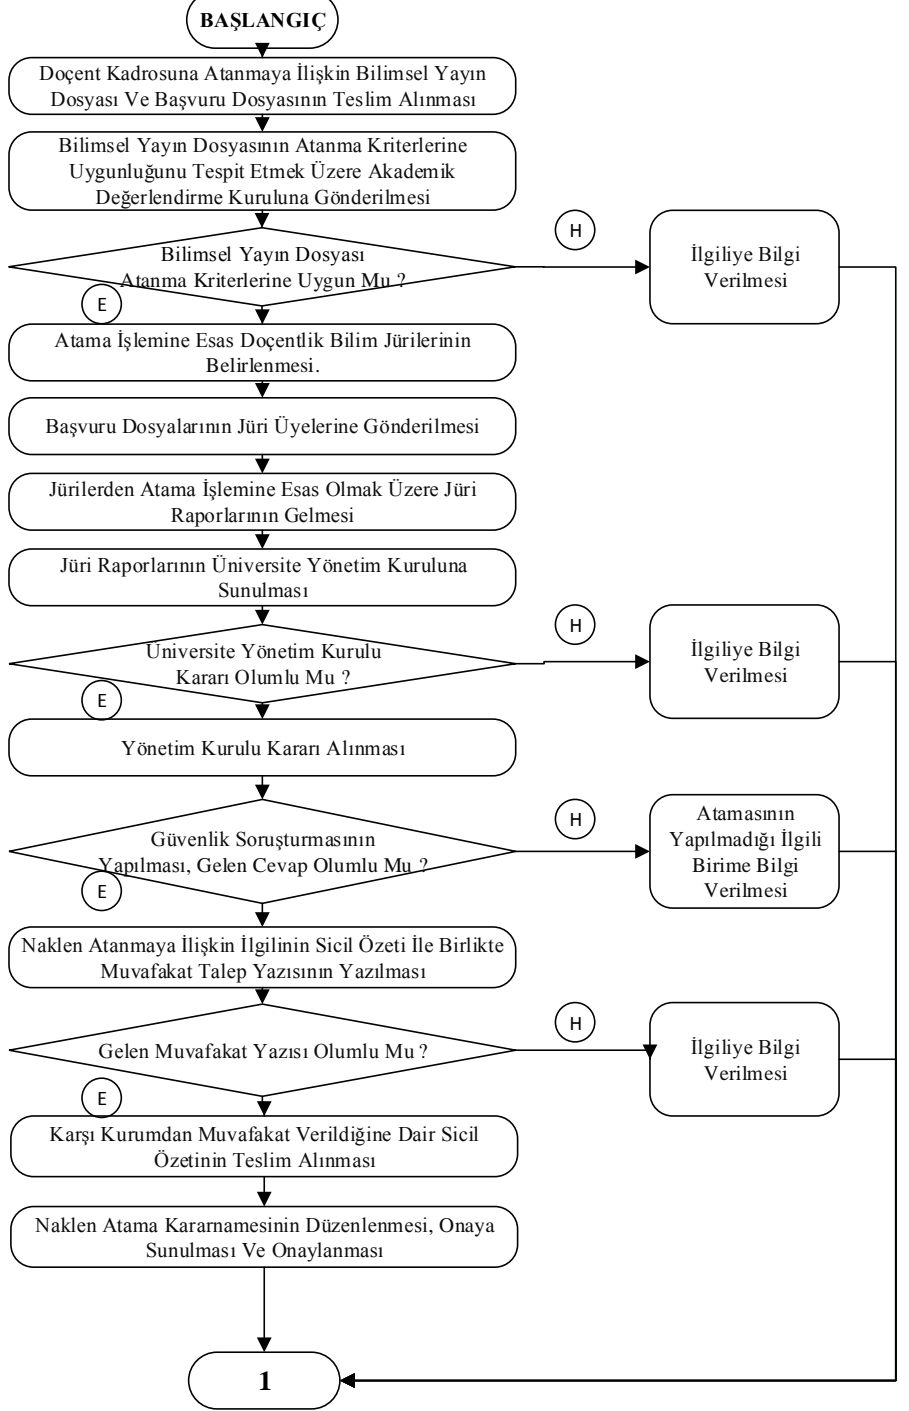 BAŞLANGIÇ
Doçent Kadrosuna Atanmaya İlişkin Bilimsel Yayın
Dosyası Ve Başvuru Dosyasının Teslim Alınması
Bilimsel Yayın Dosyasının Atanma Kriterlerine
Uygunluğunu Tespit Etmek Üzere Akademik
Değerlendirme Kuruluna Gönderilmesi
Bilimsel Yayın Dosyası
Atanma Kriterlerine Uygun Mu ?
H
İlgiliye Bilgi
Verilmesi
E
Atama İşlemine Esas Doçentlik Bilim Jürilerinin
Belirlenmesi.
Başvuru Dosyalarının Jüri Üyelerine Gönderilmesi
Jürilerden Atama İşlemine Esas Olmak Üzere Jüri
Raporlarının Gelmesi
Jüri Raporlarının Üniversite Yönetim Kuruluna
Sunulması
Üniversite Yönetim Kurulu
Kararı Olumlu Mu ?
H
İlgiliye Bilgi
Verilmesi
E
Yönetim Kurulu Kararı Alınması
Güvenlik Soruşturmasının
Yapılması, Gelen Cevap Olumlu Mu ?
H
Atamasının
Yapılmadığı İlgili
Birime Bilgi
Verilmesi
E
Naklen Atanmaya İlişkin İlgilinin Sicil Özeti İle Birlikte
Muvafakat Talep Yazısının Yazılması
Gelen Muvafakat Yazısı Olumlu Mu ?
H
İlgiliye Bilgi
Verilmesi
E
Karşı Kurumdan Muvafakat Verildiğine Dair Sicil
Özetinin Teslim Alınması
Naklen Atama Kararnamesinin Düzenlenmesi, Onaya
Sunulması Ve Onaylanması
1